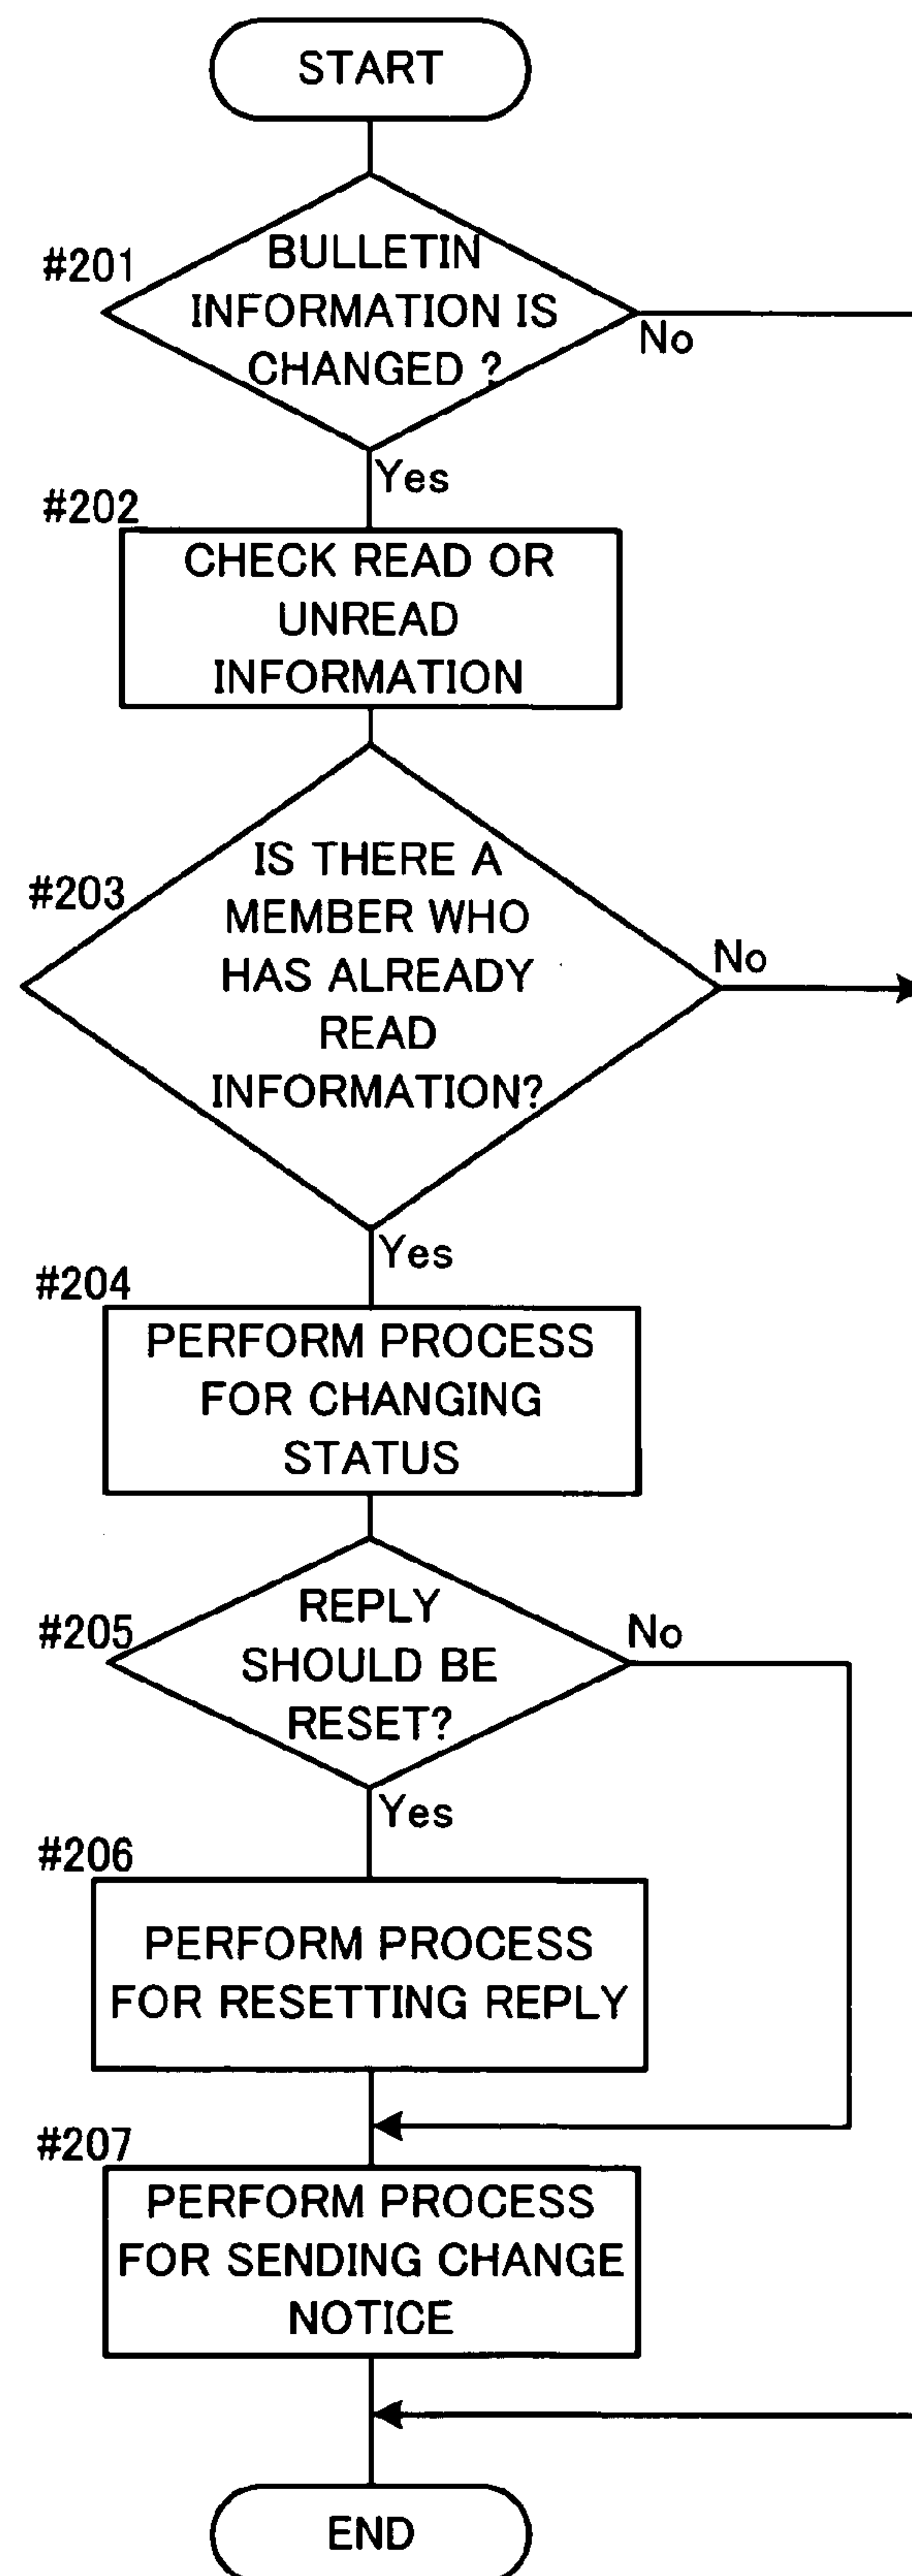 START
#201
BULLETIN
INFORMATION IS
CHANGED ?
No
Yes
#202
CHECK READ OR
UNREAD
INFORMATION
#203
IS THERE A
MEMBER WHO
HAS ALREADY
READ
INFORMATION?
No
Yes
#204
PERFORM PROCESS
FOR CHANGING
STATUS
#205
REPLY
SHOULD BE
RESET?
No
Yes
#206
PERFORM PROCESS
FOR RESETTING REPLY
#207
PERFORM PROCESS
FOR SENDING CHANGE
NOTICE
END